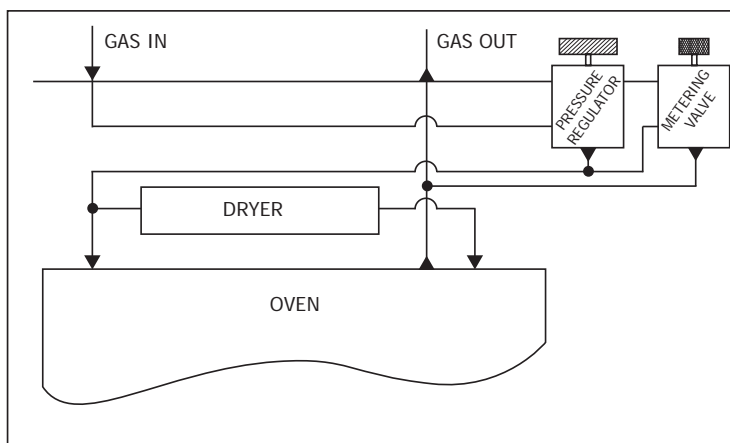 GAS IN
GAS OUT
PRESSURE
REGULATOR
METERING
VALVE
DRYER
OVEN